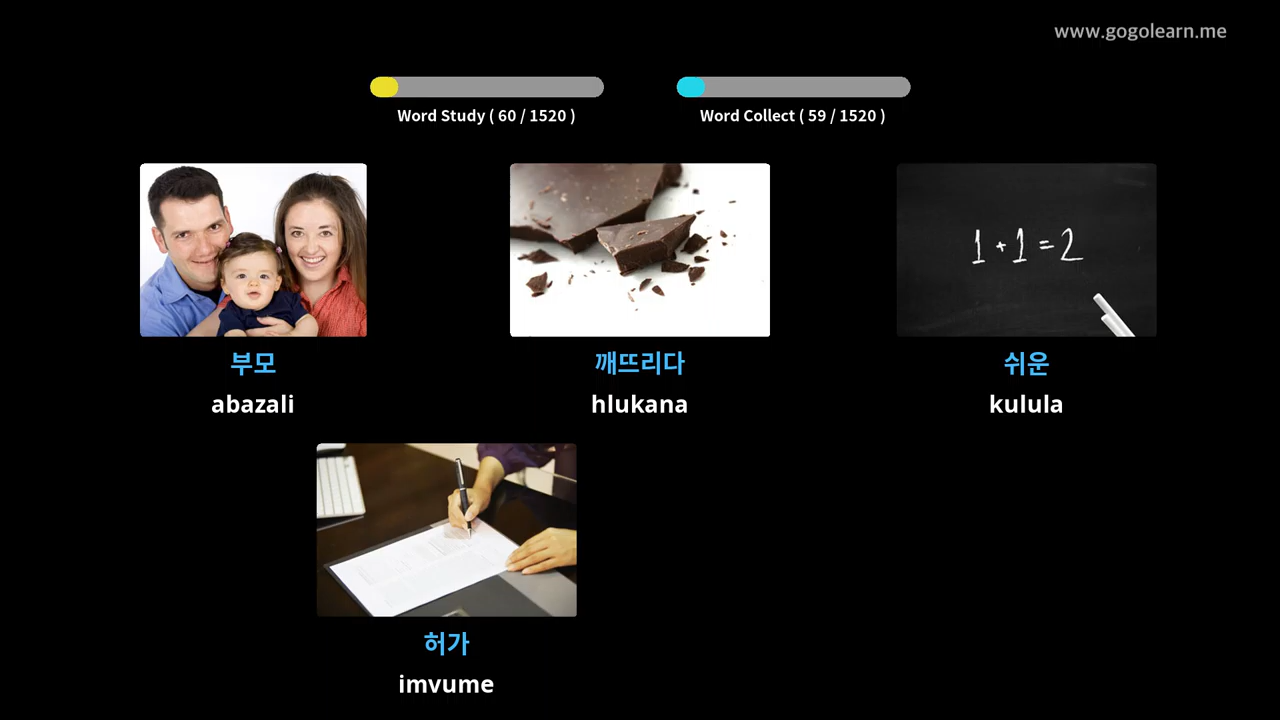 www.gogolearn.me
Word Study ( 60 / 1520 )
Word Collect ( 59 / 1520 )
1 + 1 = 2
부모
깨뜨리다
쉬운
abazali
hlukana
kulula
허가
imvume